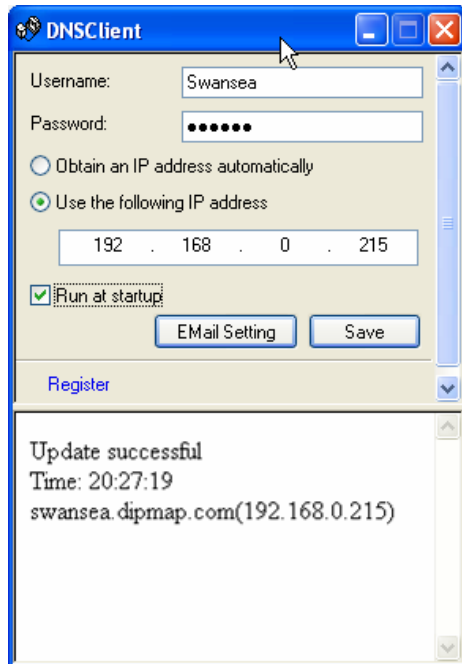 DNSClient
Username: Swansea
Password: ●●●●●●
Obtain an IP address automatically
Use the following IP address
192 . 168 . 0 . 215
Run at startup
EMail Setting Save
Register
Update successful
Time: 20:27:19
swansea.dipmap.com(192.168.0.215)